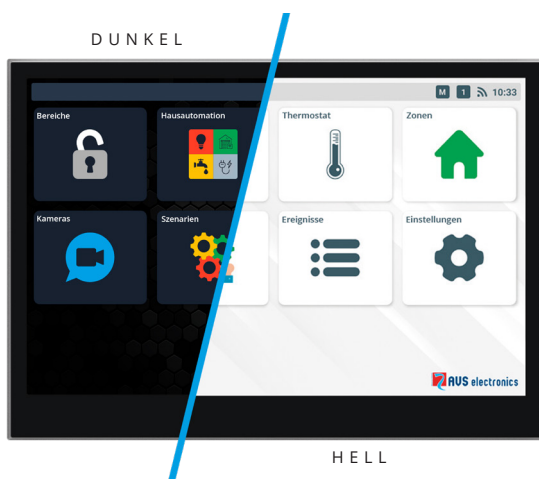 DUNKEL
M 1 10:33
Bereiche
Hausautomation
Thermostat
Zonen
Kameras
Szenarien
Ereignisse
Einstellungen
AVS electronics
HELL